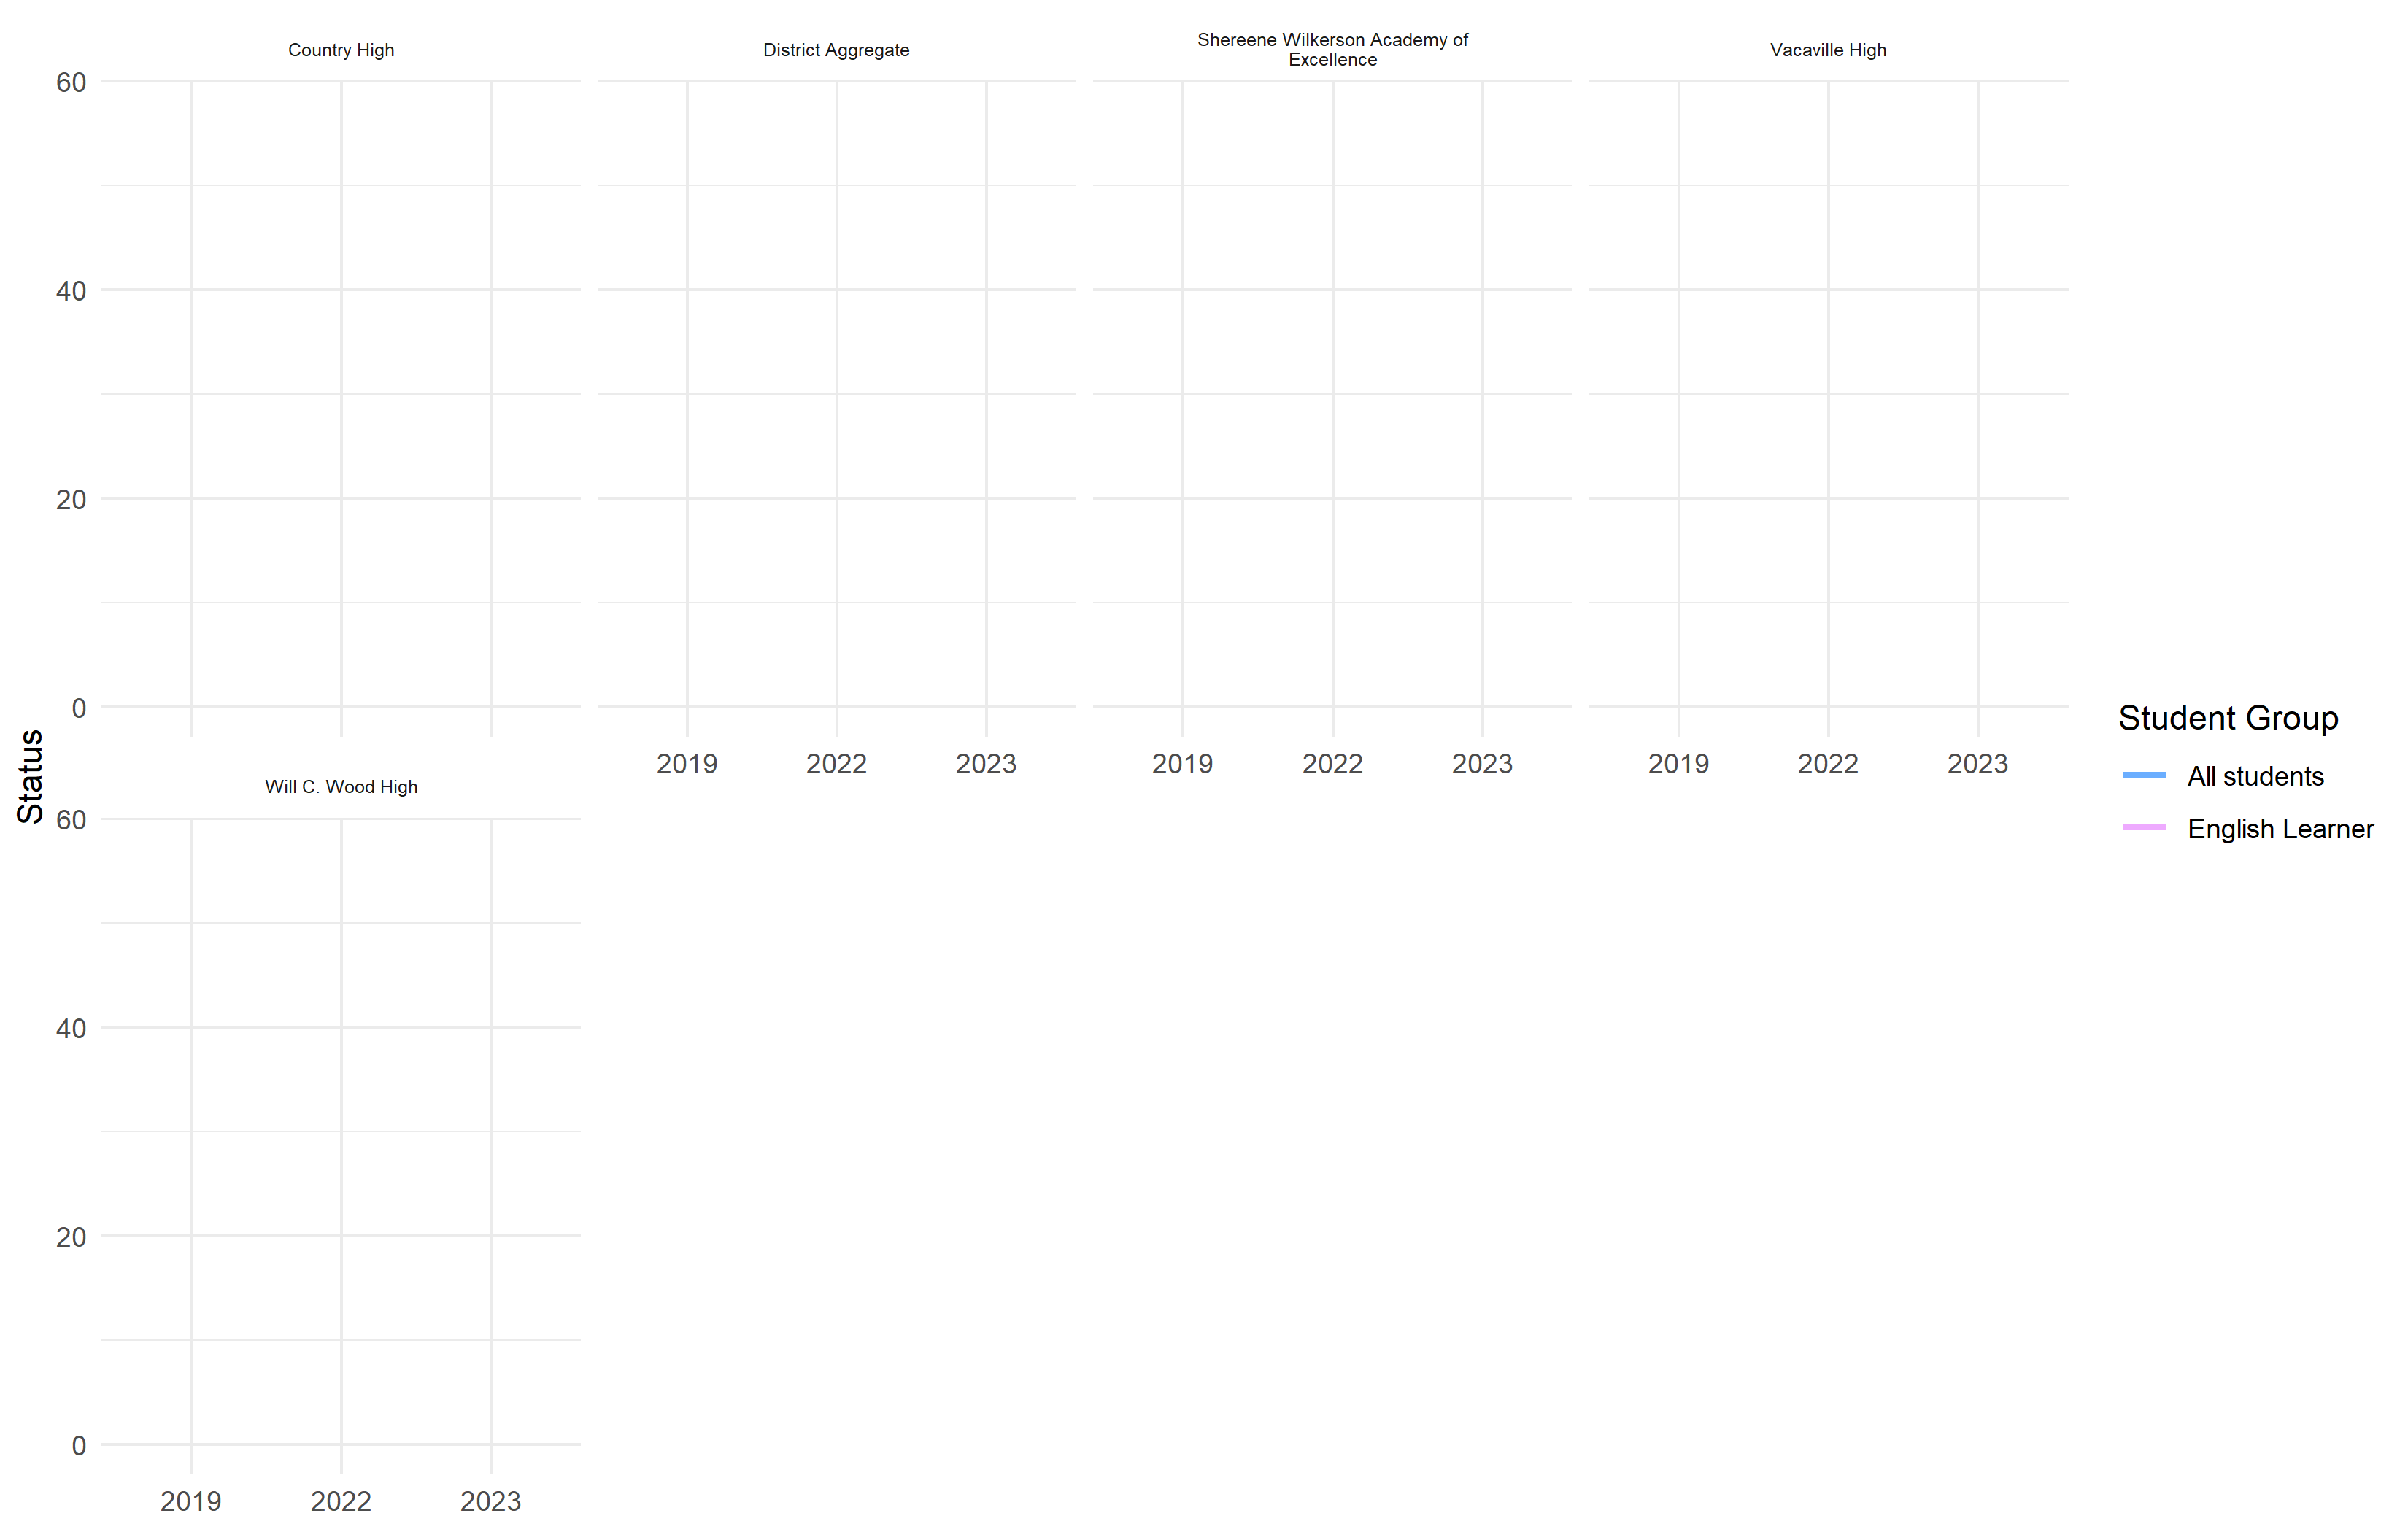 Country High
District Aggregate
Shereene Wilkerson Academy of
Excellence
Vacaville High
60
40
20
0
2019 2022 2023
2019 2022 2023
2019 2022 2023
Status
Will C. Wood High
60
40
20
0
2019 2022 2023
Student Group
All students
English Learner